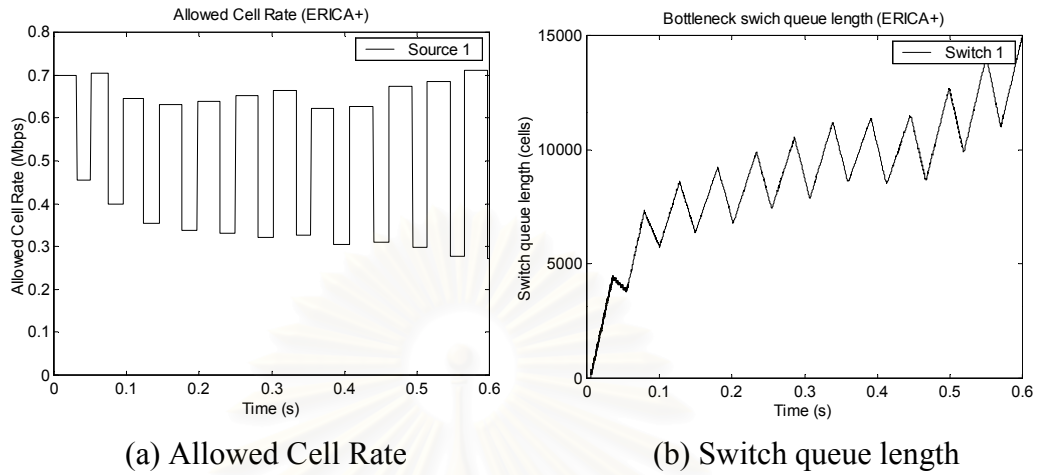 Allowed Cell Rate (ERICA+)
Source 1
0.8
0.7
0.6
0.5
0.4
0.3
0.2
0.1
0
Allowed Cell Rate (Mbps)
0 0.1 0.2 0.3 0.4 0.5 0.6
Time (s)
(a) Allowed Cell Rate
Bottleneck swich queue length (ERICA+)
Switch 1
15000
10000
5000
0
Switch queue length (cells)
0 0.1 0.2 0.3 0.4 0.5 0.6
Time (s)
(b) Switch queue length